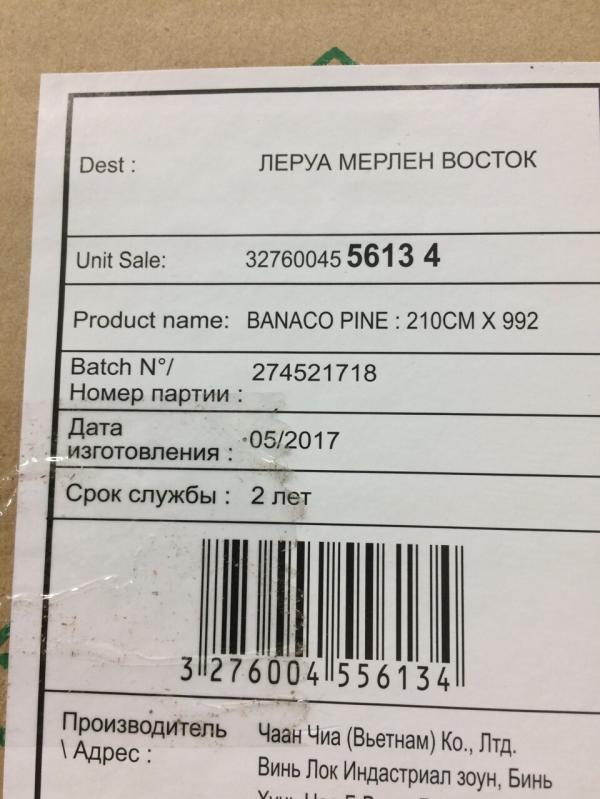 Dest : ЛЕРУА МЕРЛЕН ВОСТОК
Unit Sale: 32760045 5613 4
Product name: BANACO PINE : 210CM X 992
Batch N°/ 274521718
Номер партии :
Дата
изготовления : 05/2017
Срок службы : 2 лет
3 276004 556134
Производитель Чаан Чиа (Вьетнам) Ко., Лтд.
\ Адрес : Винь Лок Индастриал зоун, Бинь